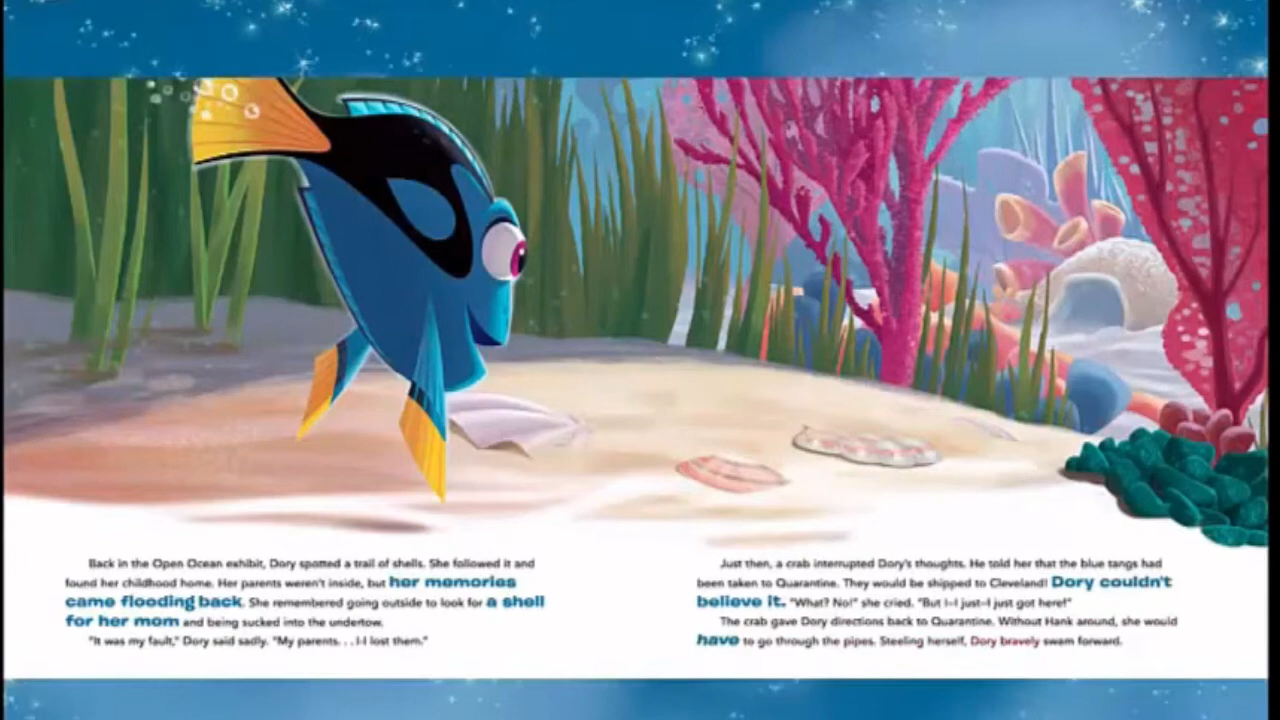 Back in the Open Ocean exhibit, Dory spotted a trail of shells. She followed it and
found her childhood home. Her parents weren't inside, but her memories
came flooding back. She remembered going outside to look for a shell
for her mom and being sucked into the undertow.
"It was my fault," Dory said sadly. "My parents. . . I-I lost them."
Just then, a crab interrupted Dory's thoughts. He told her that the blue tangs had
been taken to Quarantine. They would be shipped to Cleveland! Dory couldn't
believe it. "What? No!" she cried. "But I–I just–I just got here!"
The crab gave Dory directions back to Quarantine. Without Hank around, she would
have to go through the pipes. Steeling herself, Dory bravely swam forward.